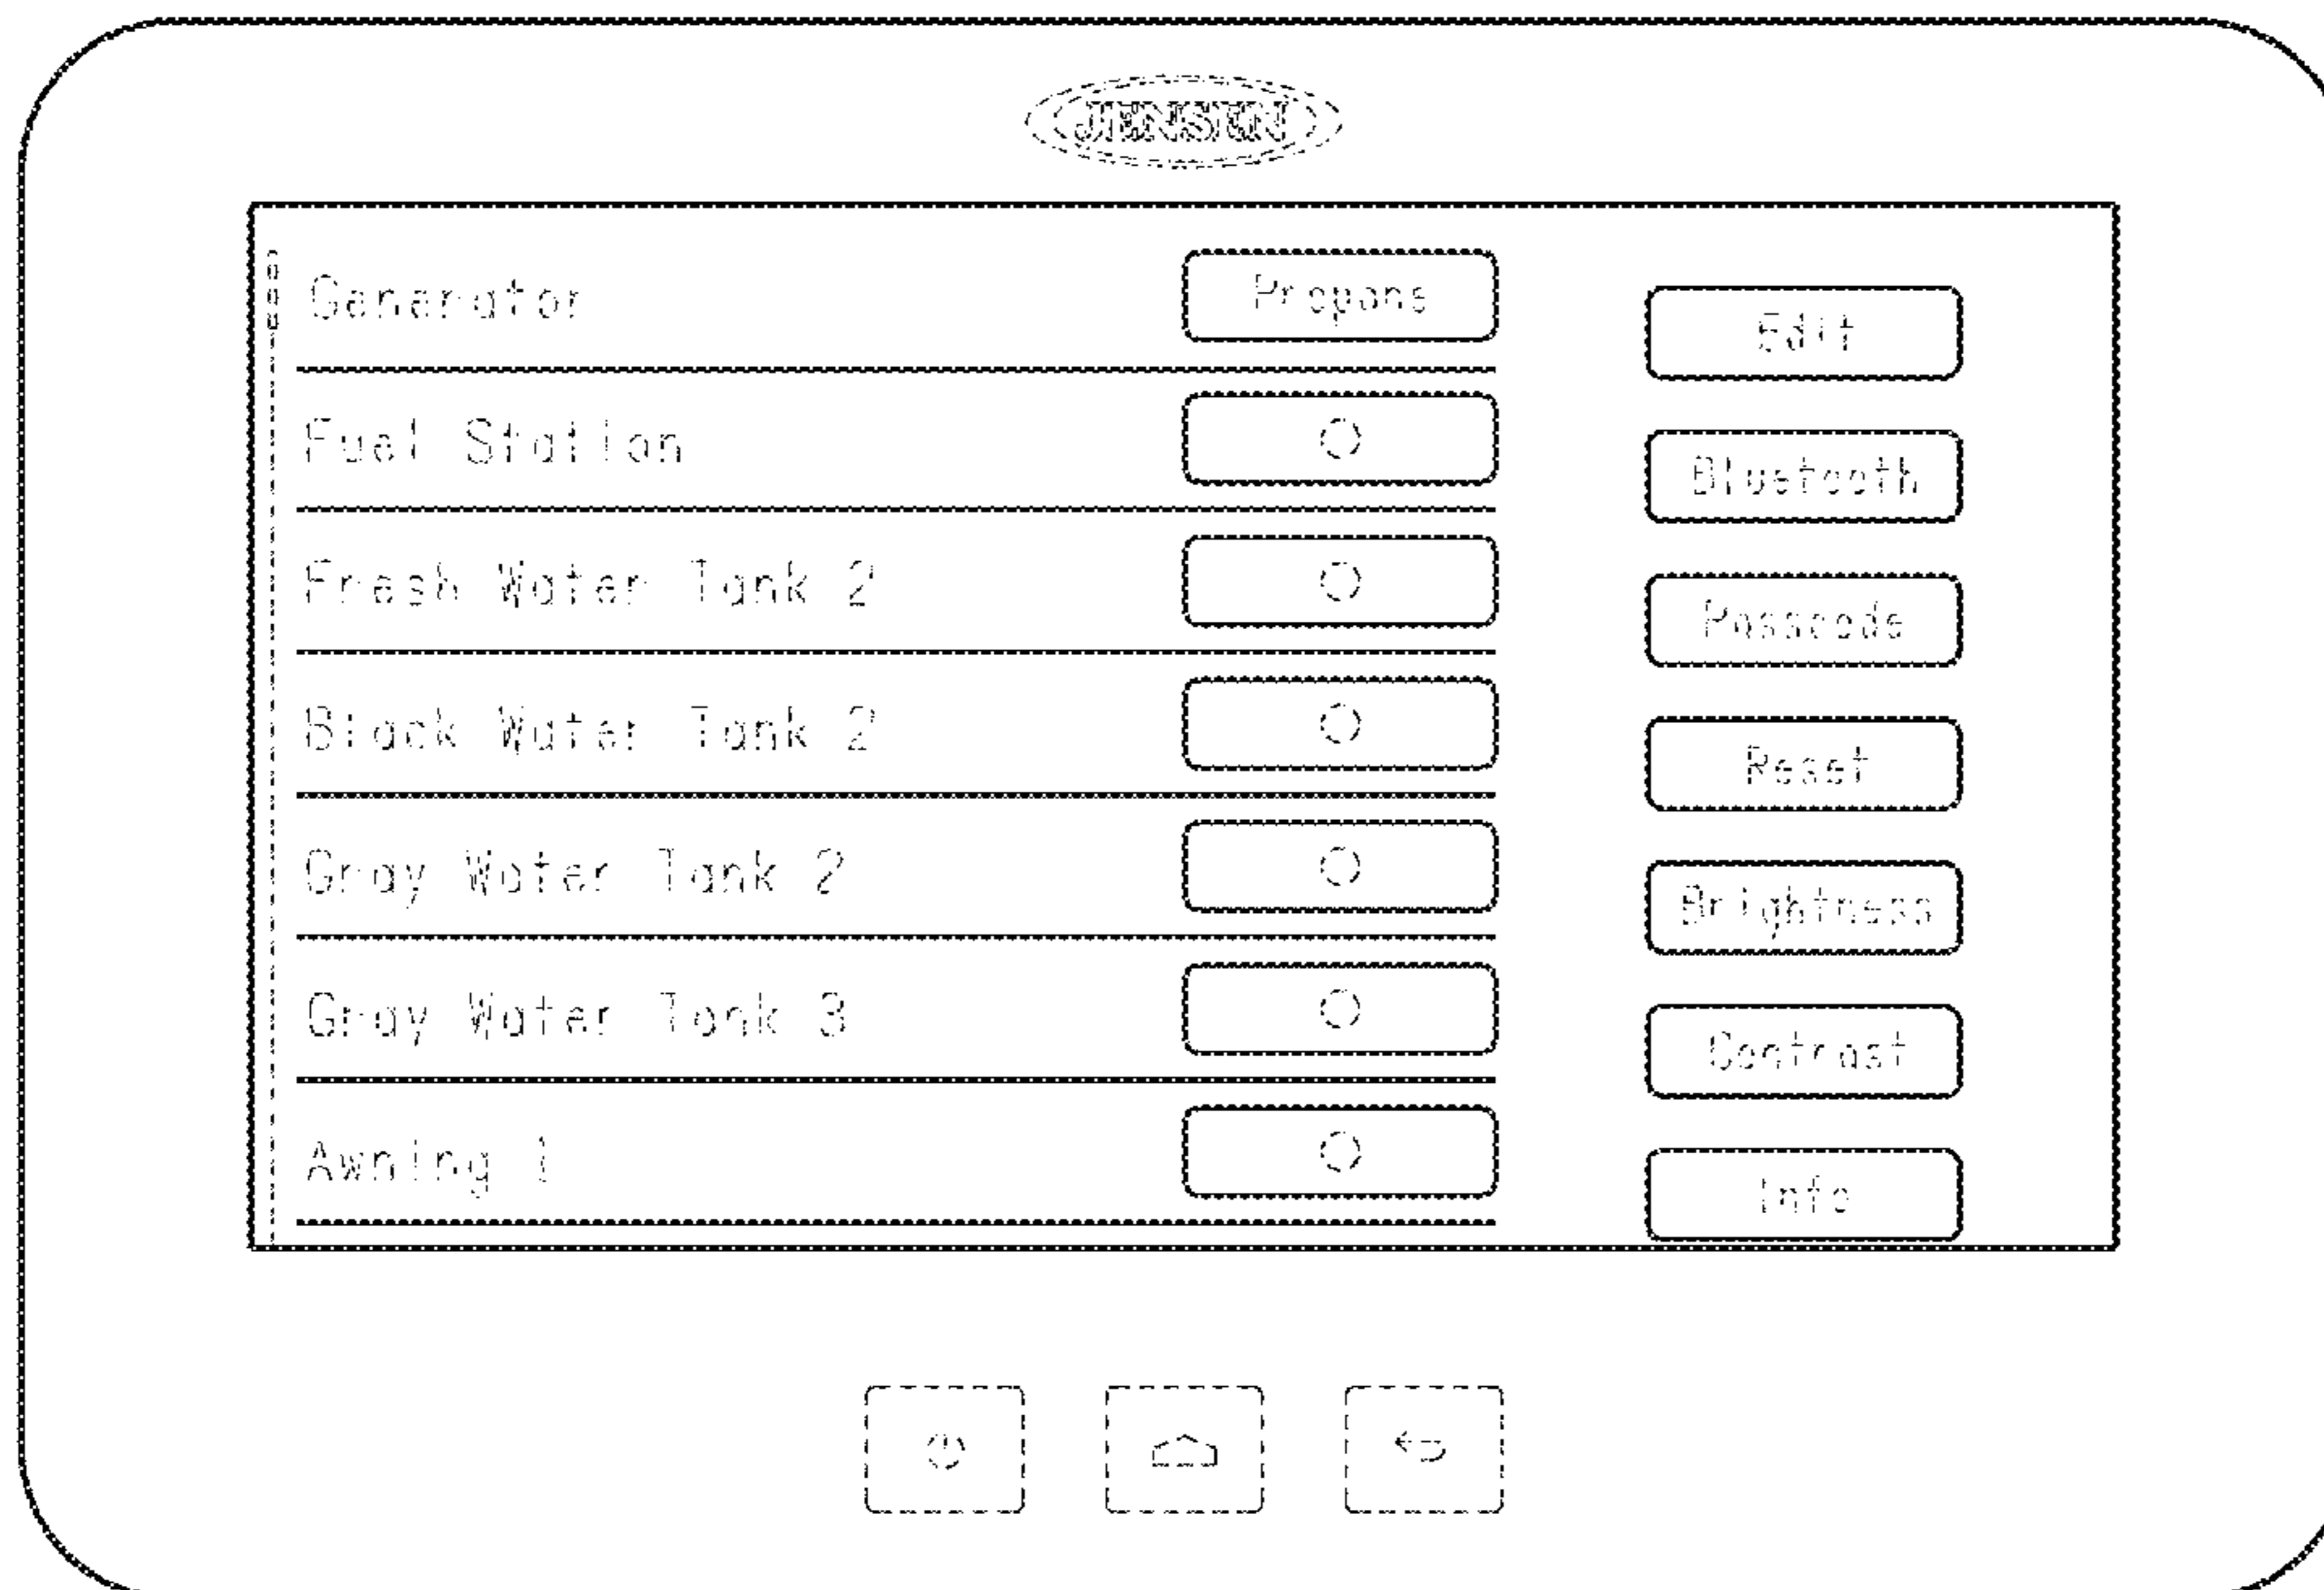 JENSEN
Generator Propane
Edit
Fuel Station
Bluetooth
Fresh Water Tank 2
Passcode
Black Water Tank 2
Reset
Gray Water Tank 2
Brightness
Gray Water Tank 3
Contrast
Awning 1
Info